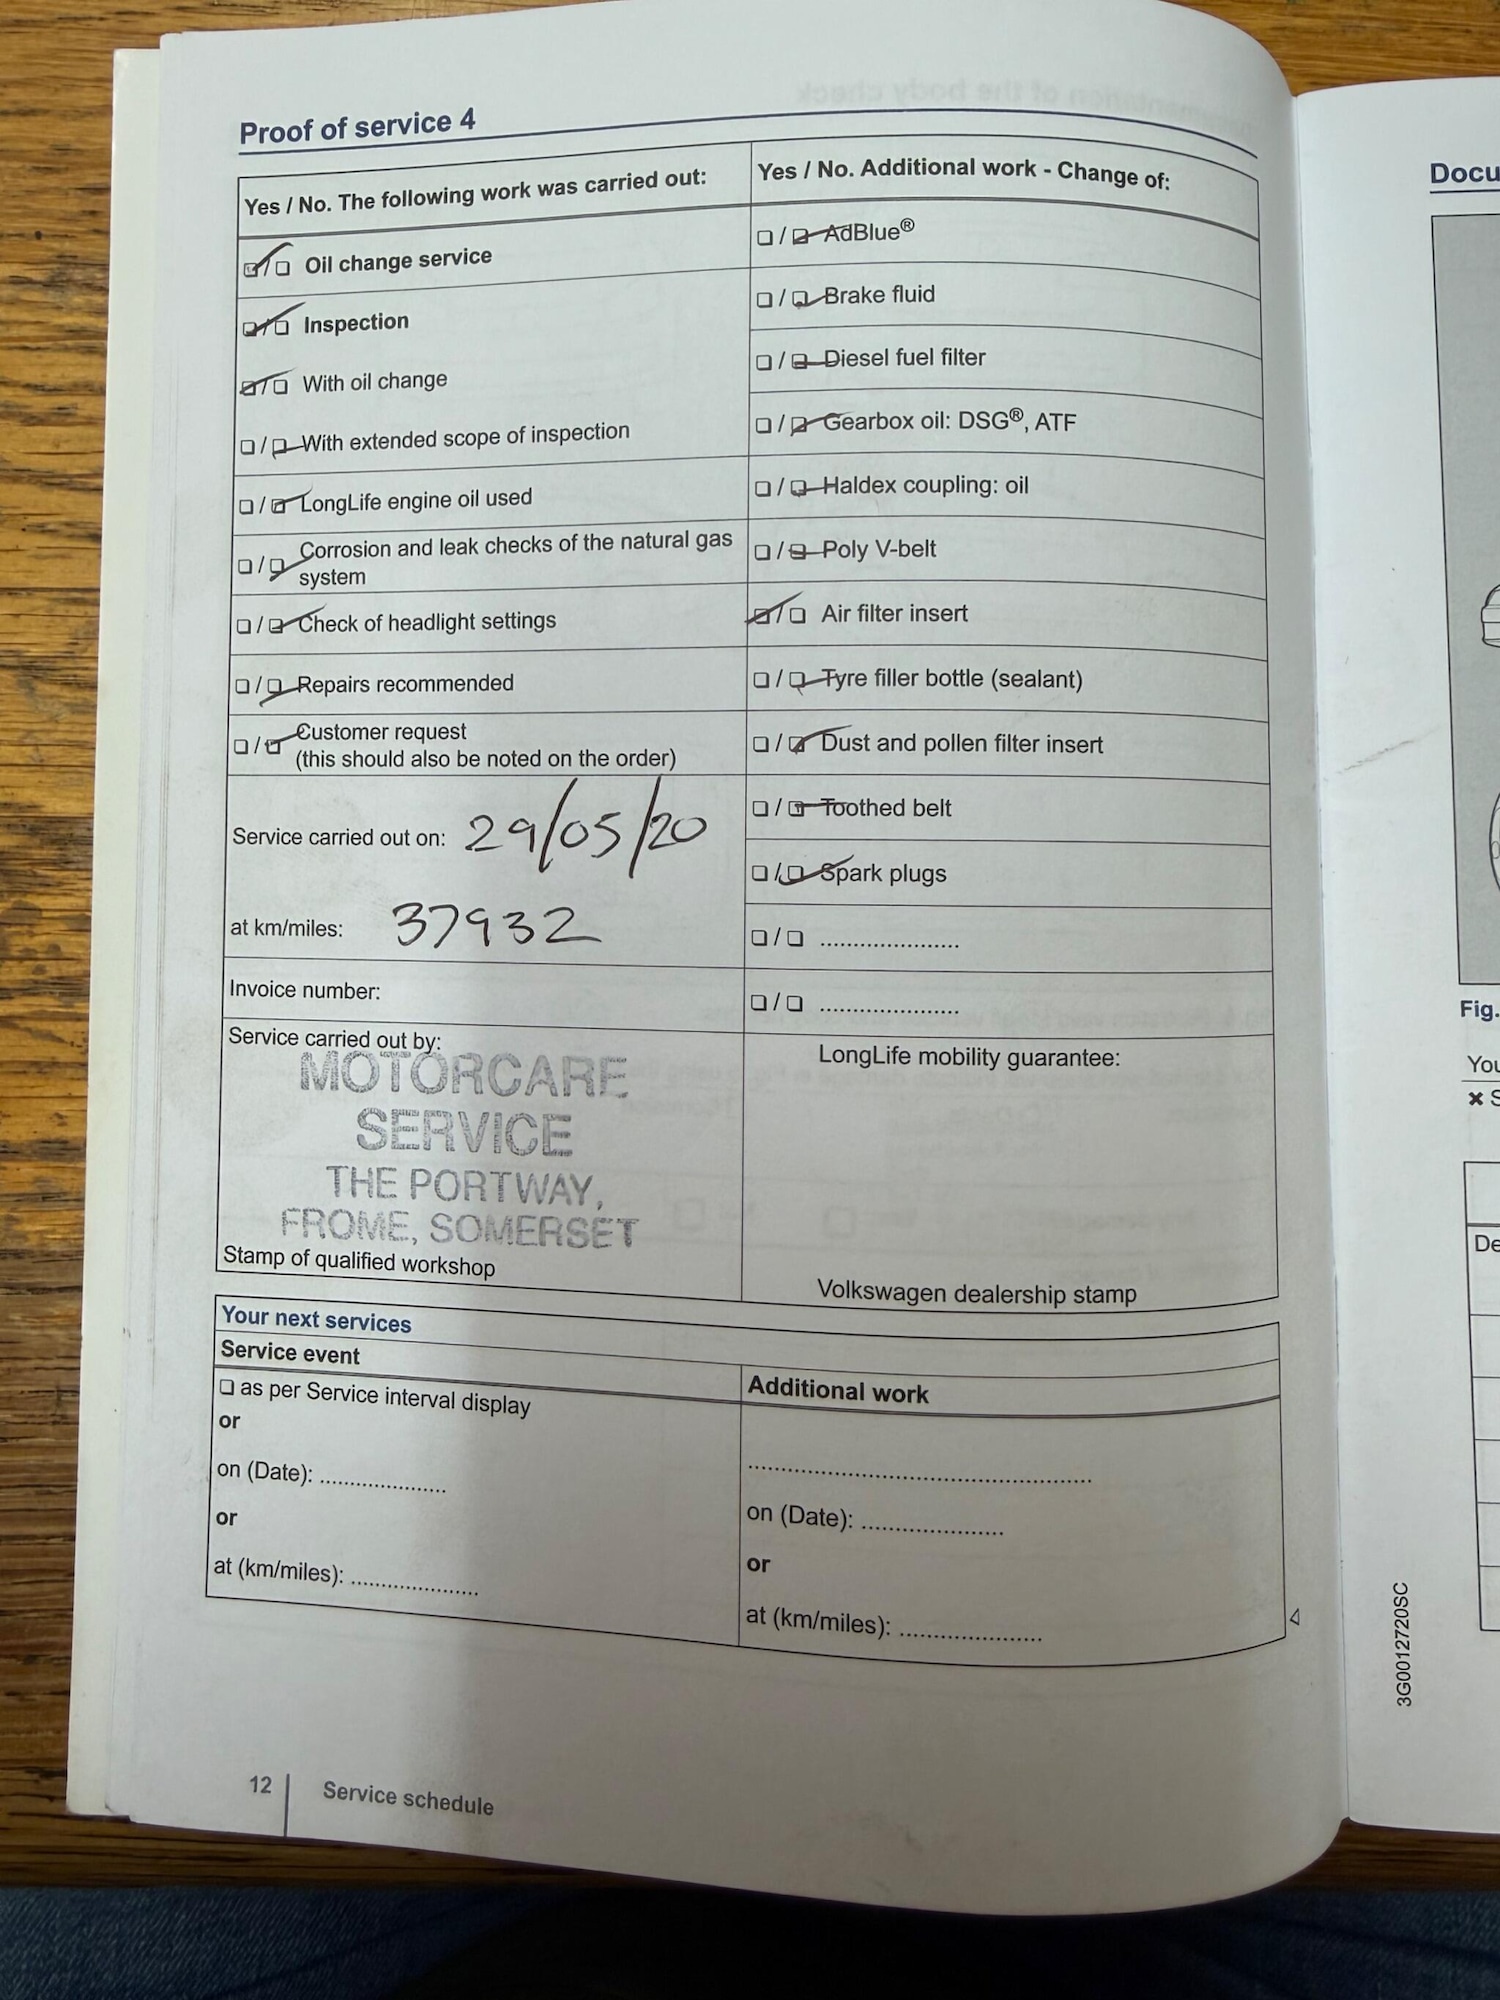 Proof of service 4
Yes / No. The following work was carried out:
☑ / ☐ Oil change service
☑ / ☐ Inspection
☑ / ☐ With oil change
☐ / ☑ With extended scope of inspection
☐ / ☑ LongLife engine oil used
☐ / ☑ Corrosion and leak checks of the natural gas
system
☐ / ☑ Check of headlight settings
☐ / ☑ Repairs recommended
☐ / ☑ Customer request
(this should also be noted on the order)
Service carried out on: 29/05/20
at km/miles: 37932
Invoice number:
Service carried out by:
MOTORCARE
SERVICE
THE PORTWAY,
FROME, SOMERSET
Stamp of qualified workshop
Yes / No. Additional work - Change of:
☐ / ☑ AdBlue®
☐ / ☑ Brake fluid
☐ / ☑ Diesel fuel filter
☐ / ☑ Gearbox oil: DSG®, ATF
☐ / ☑ Haldex coupling: oil
☐ / ☑ Poly V-belt
☑ / ☐ Air filter insert
☐ / ☑ Tyre filler bottle (sealant)
☐ / ☑ Dust and pollen filter insert
☐ / ☑ Toothed belt
☐ / ☑ Spark plugs
☐ / ☐ .....................
☐ / ☐ .....................
LongLife mobility guarantee:
Volkswagen dealership stamp
Your next services
Service event
☐ as per Service interval display
or
on (Date): ...................
or
at (km/miles): ...................
Additional work
....................................................
on (Date): .....................
or
at (km/miles): .....................
12
Service schedule
Docu
Fig.
You
× S
De
3G0012720SC